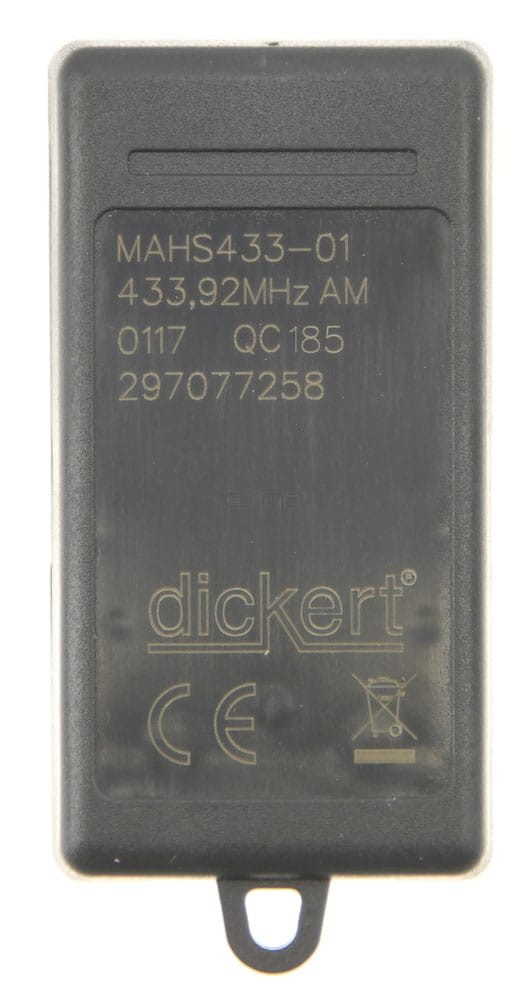 MAHS433-01
433,92MHz AM
0117 QC185
297077258
dickert®
CE